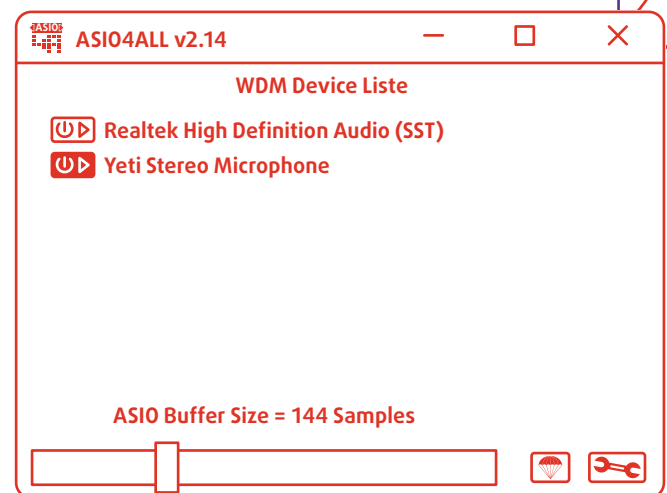 ASIO
ASIO4ALL v2.14
WDM Device Liste
Realtek High Definition Audio (SST)
Yeti Stereo Microphone
ASIO Buffer Size = 144 Samples